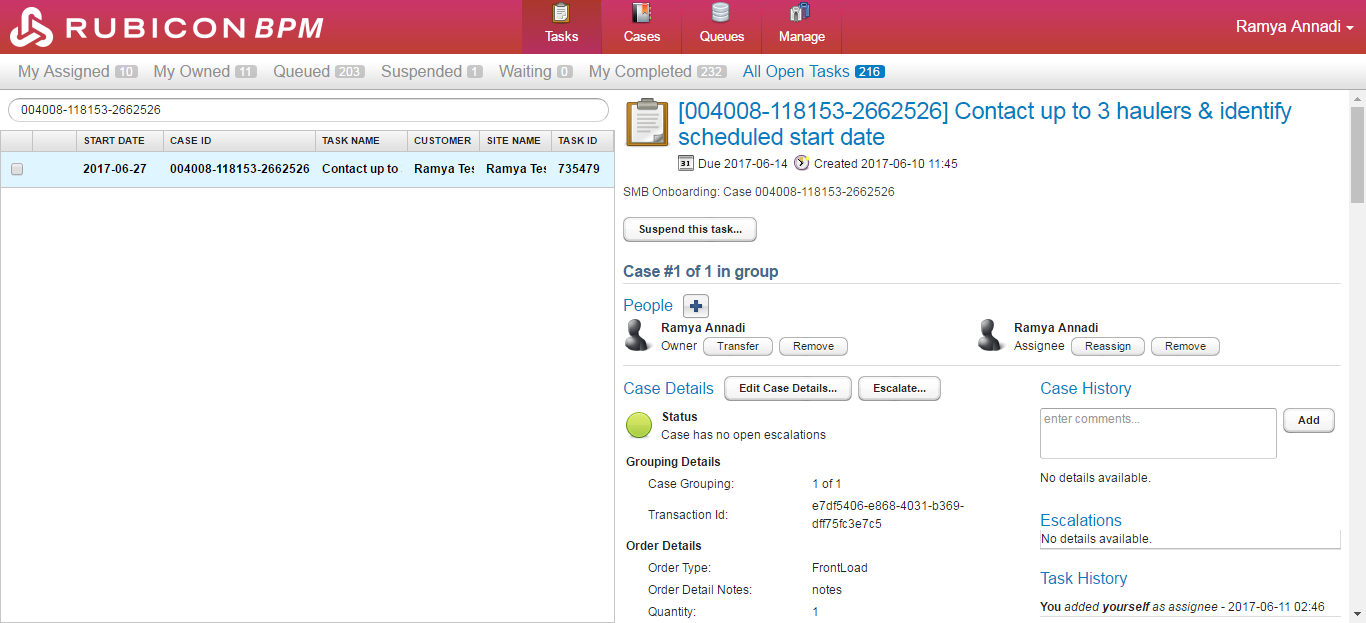 RUBICON BPM
Tasks
Cases
Queues
Manage
Ramya Annadi
My Assigned 10
My Owned 11
Queued 203
Suspended 1
Waiting 0
My Completed 232
All Open Tasks 216
004008-118153-2662526
START DATE CASE ID TASK NAME CUSTOMER SITE NAME TASK ID
2017-06-27 004008-118153-2662526 Contact up to Ramya Tes Ramya Tes 735479
[004008-118153-2662526] Contact up to 3 haulers & identify
scheduled start date
31 Due 2017-06-14 Created 2017-06-10 11:45
SMB Onboarding: Case 004008-118153-2662526
Suspend this task...
Case #1 of 1 in group
People
Ramya Annadi
Owner Transfer Remove
Ramya Annadi
Assignee Reassign Remove
Case Details Edit Case Details... Escalate...
Status
Case has no open escalations
Grouping Details
Case Grouping: 1 of 1
Transaction Id: e7df5406-e868-4031-b369-
dff75fc3e7c5
Order Details
Order Type: FrontLoad
Order Detail Notes: notes
Quantity: 1
Case History
enter comments... Add
No details available.
Escalations
No details available.
Task History
You added yourself as assignee - 2017-06-11 02:46